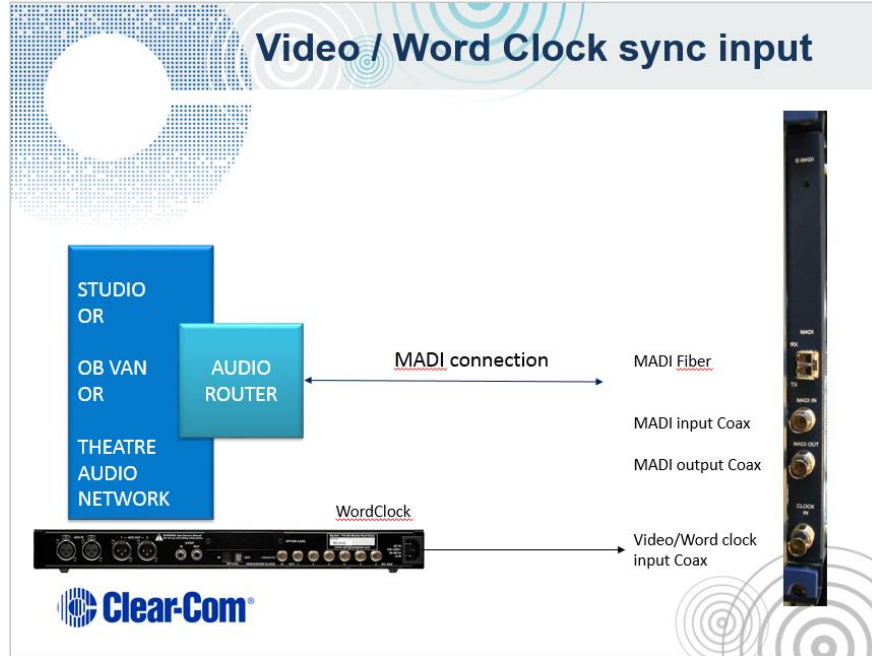 Video / Word Clock sync input
E-MADI
STUDIO
OR
OB VAN
OR
THEATRE
AUDIO
NETWORK
AUDIO
ROUTER
MADI connection
MADI Fiber
MADI input Coax
MADI output Coax
WordClock
Video/Word clock
input Coax
MADI
RX
TX
MADI IN
MADI OUT
CLOCK
IN
Clear-Com®